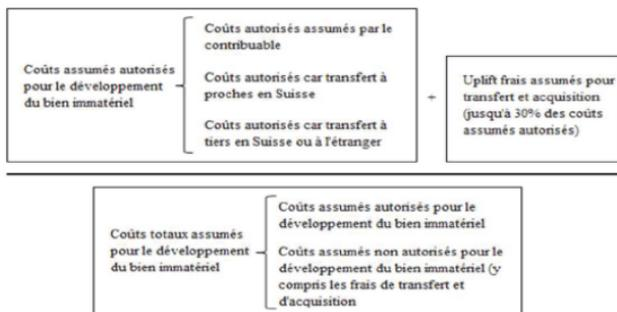 Coûts assumés autorisés
pour le développement
du bien immatériel
Coûts autorisés assumés par le
contribuable
Coûts autorisés car transfert à
proches en Suisse
Coûts autorisés car transfert à
tiers en Suisse ou à l'étranger
+
Uplift frais assumés pour
transfert et acquisition
(jusqu'à 30% des coûts
assumés autorisés)
Coûts totaux assumés
pour le développement
du bien immatériel
Coûts assumés autorisés pour le
développement du bien immatériel
Coûts assumés non autorisés pour le
développement du bien immatériel (y
compris les frais de transfert et
d'acquisition